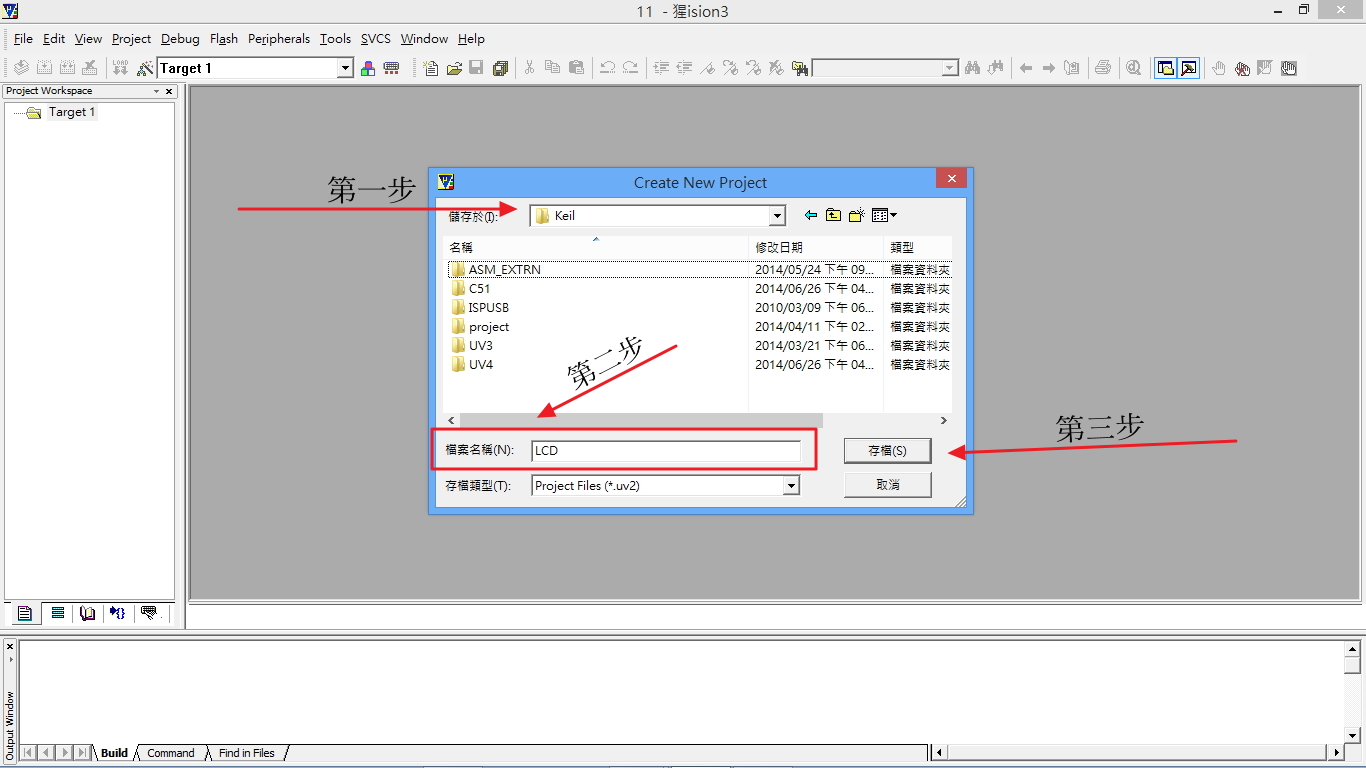 11 - 猩ision3
File Edit View Project Debug Flash Peripherals Tools SVCS Window Help
LOAD Target 1
Project Workspace
Target 1
第一步
Create New Project
儲存於(I): Keil
名稱 修改日期 類型
ASM_EXTRN 2014/05/24 下午 09... 檔案資料夾
C51 2014/06/26 下午 04... 檔案資料夾
ISPUSB 2010/03/09 下午 06... 檔案資料夾
project 2014/04/11 下午 02... 檔案資料夾
UV3 2014/03/21 下午 06... 檔案資料夾
UV4 2014/06/26 下午 04... 檔案資料夾
第二步
第三步
檔案名稱(N): LCD 存檔(S)
存檔類型(T): Project Files (*.uv2) 取消
Output Window
Build Command Find in Files